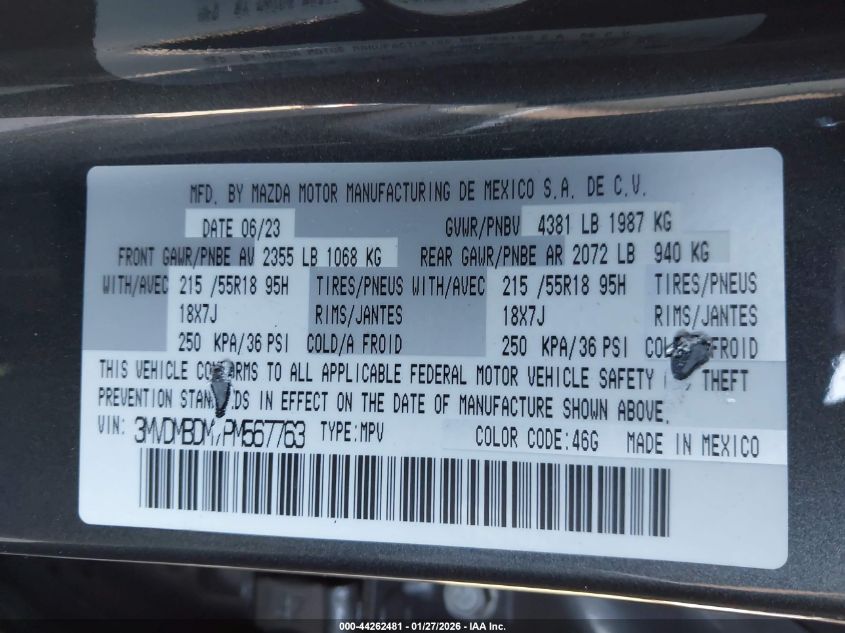 MFD. BY MAZDA MOTOR MANUFACTURING DE MEXICO S.A. DE C.V.
DATE 06/23 GVWR/PNBV 4381 LB 1987 KG
FRONT GAWR/PNBE AV 2355 LB 1068 KG REAR GAWR/PNBE AR 2072 LB 940 KG
WITH/AVEC 215 /55R18 95H TIRES/PNEUS WITH/AVEC 215 /55R18 95H TIRES/PNEUS
18X7J RIMS/JANTES 18X7J RIMS/JANTES
250 KPA/36 PSI COLD/A FROID 250 KPA/36 PSI FROID
THIS VEHICLE TO ALL APPLICABLE FEDERAL MOTOR VEHICLE SAFETY THEFT
PREVENTION IN EFFECT ON THE DATE OF MANUFACTURE SHOWN ABOVE.
VIN: 3MVDMBDM7PM567763 TYPE:MPV COLOR CODE:46G MADE IN MEXICO
000-44262481 - 01/27/2026 - IAA Inc.